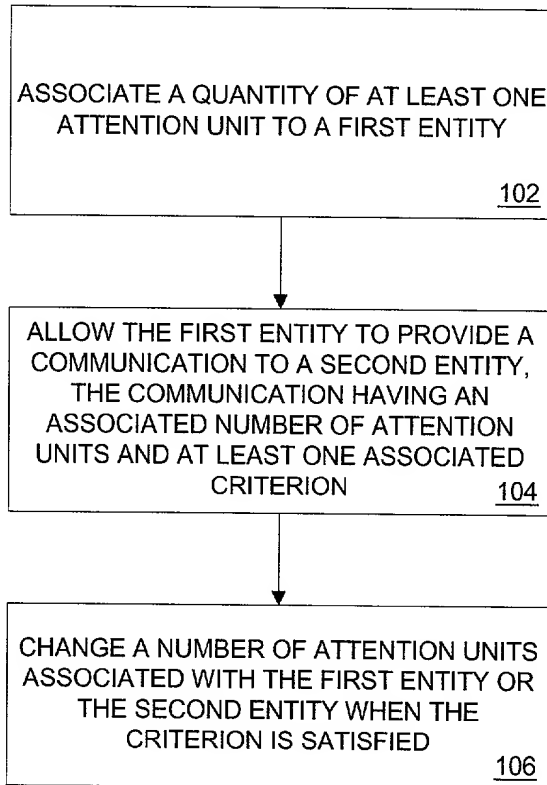 ASSOCIATE A QUANTITY OF AT LEAST ONE
ATTENTION UNIT TO A FIRST ENTITY
102
ALLOW THE FIRST ENTITY TO PROVIDE A
COMMUNICATION TO A SECOND ENTITY,
THE COMMUNICATION HAVING AN
ASSOCIATED NUMBER OF ATTENTION
UNITS AND AT LEAST ONE ASSOCIATED
CRITERION
104
CHANGE A NUMBER OF ATTENTION UNITS
ASSOCIATED WITH THE FIRST ENTITY OR
THE SECOND ENTITY WHEN THE
CRITERION IS SATISFIED
106